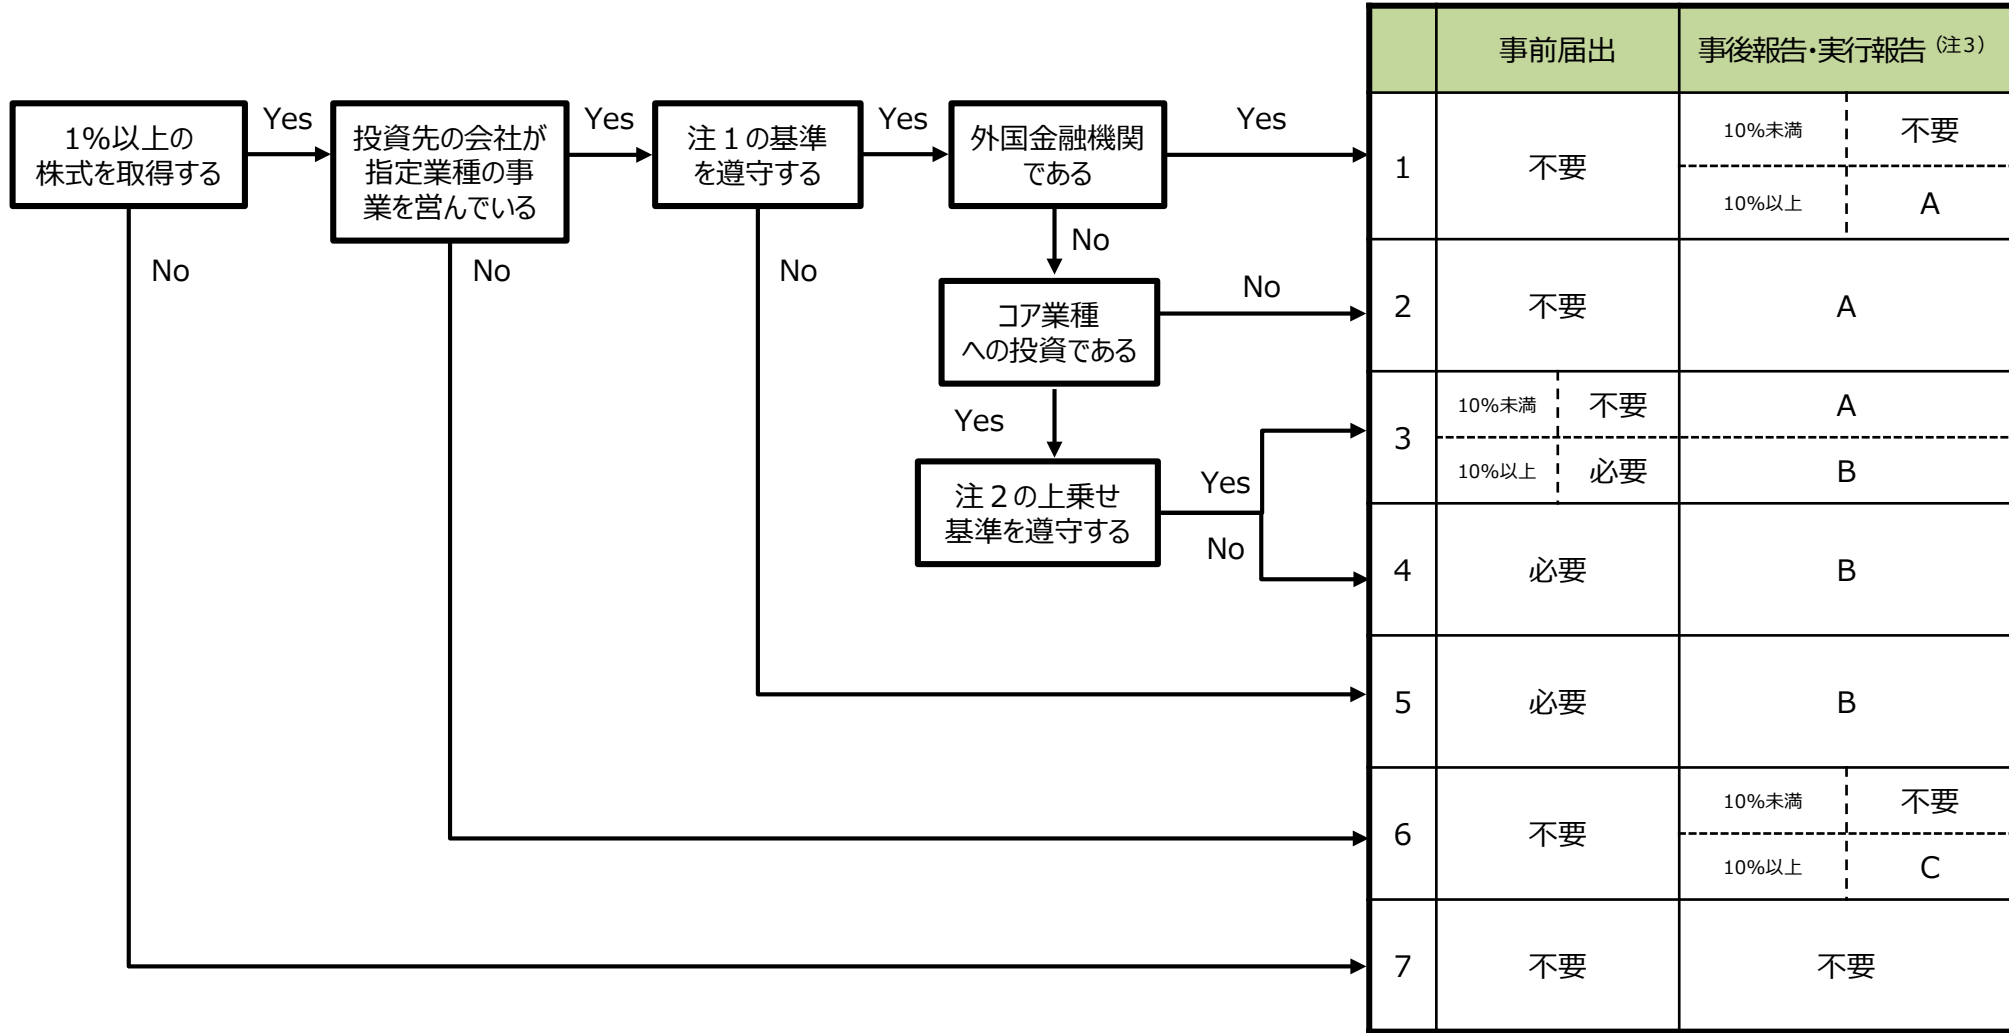 事前届出
事後報告・実行報告(注3)
1%以上の
株式を取得する
Yes
No
投資先の会社が
指定業種の事
業を営んでいる
Yes
No
注１の基準
を遵守する
Yes
No
外国金融機関
である
Yes
No
コア業種
への投資である
No
Yes
注２の上乗せ
基準を遵守する
Yes
No
1
不要
10%未満
不要
10%以上
A
2
不要
A
3
10%未満
不要
A
10%以上
必要
B
4
必要
B
5
必要
B
6
不要
10%未満
不要
10%以上
C
7
不要
不要